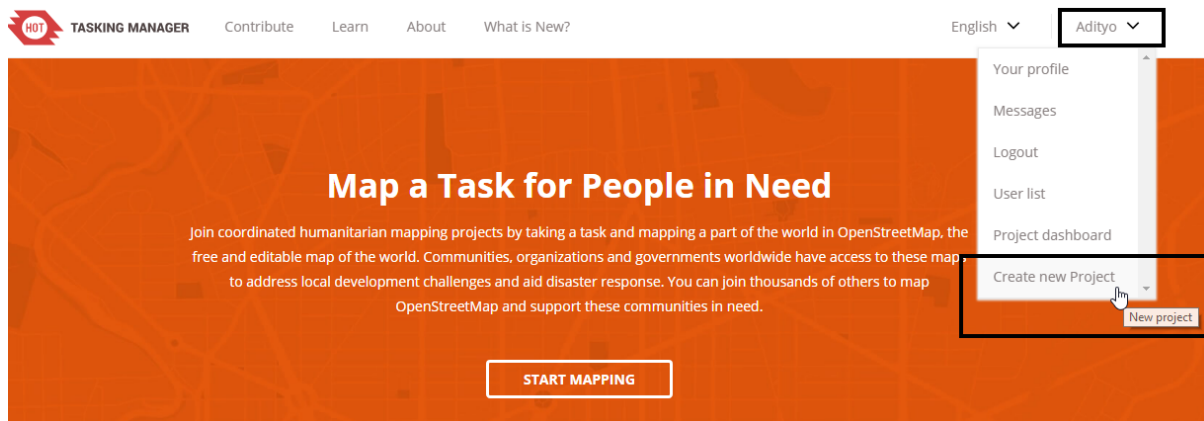 HOT TASKING MANAGER Contribute Learn About What is New? English Adityo
Your profile
Messages
Logout
User list
Project dashboard
Create new Project
New project
Map a Task for People in Need
Join coordinated humanitarian mapping projects by taking a task and mapping a part of the world in OpenStreetMap, the
free and editable map of the world. Communities, organizations and governments worldwide have access to these maps
to address local development challenges and aid disaster response. You can join thousands of others to map
OpenStreetMap and support these communities in need.
START MAPPING